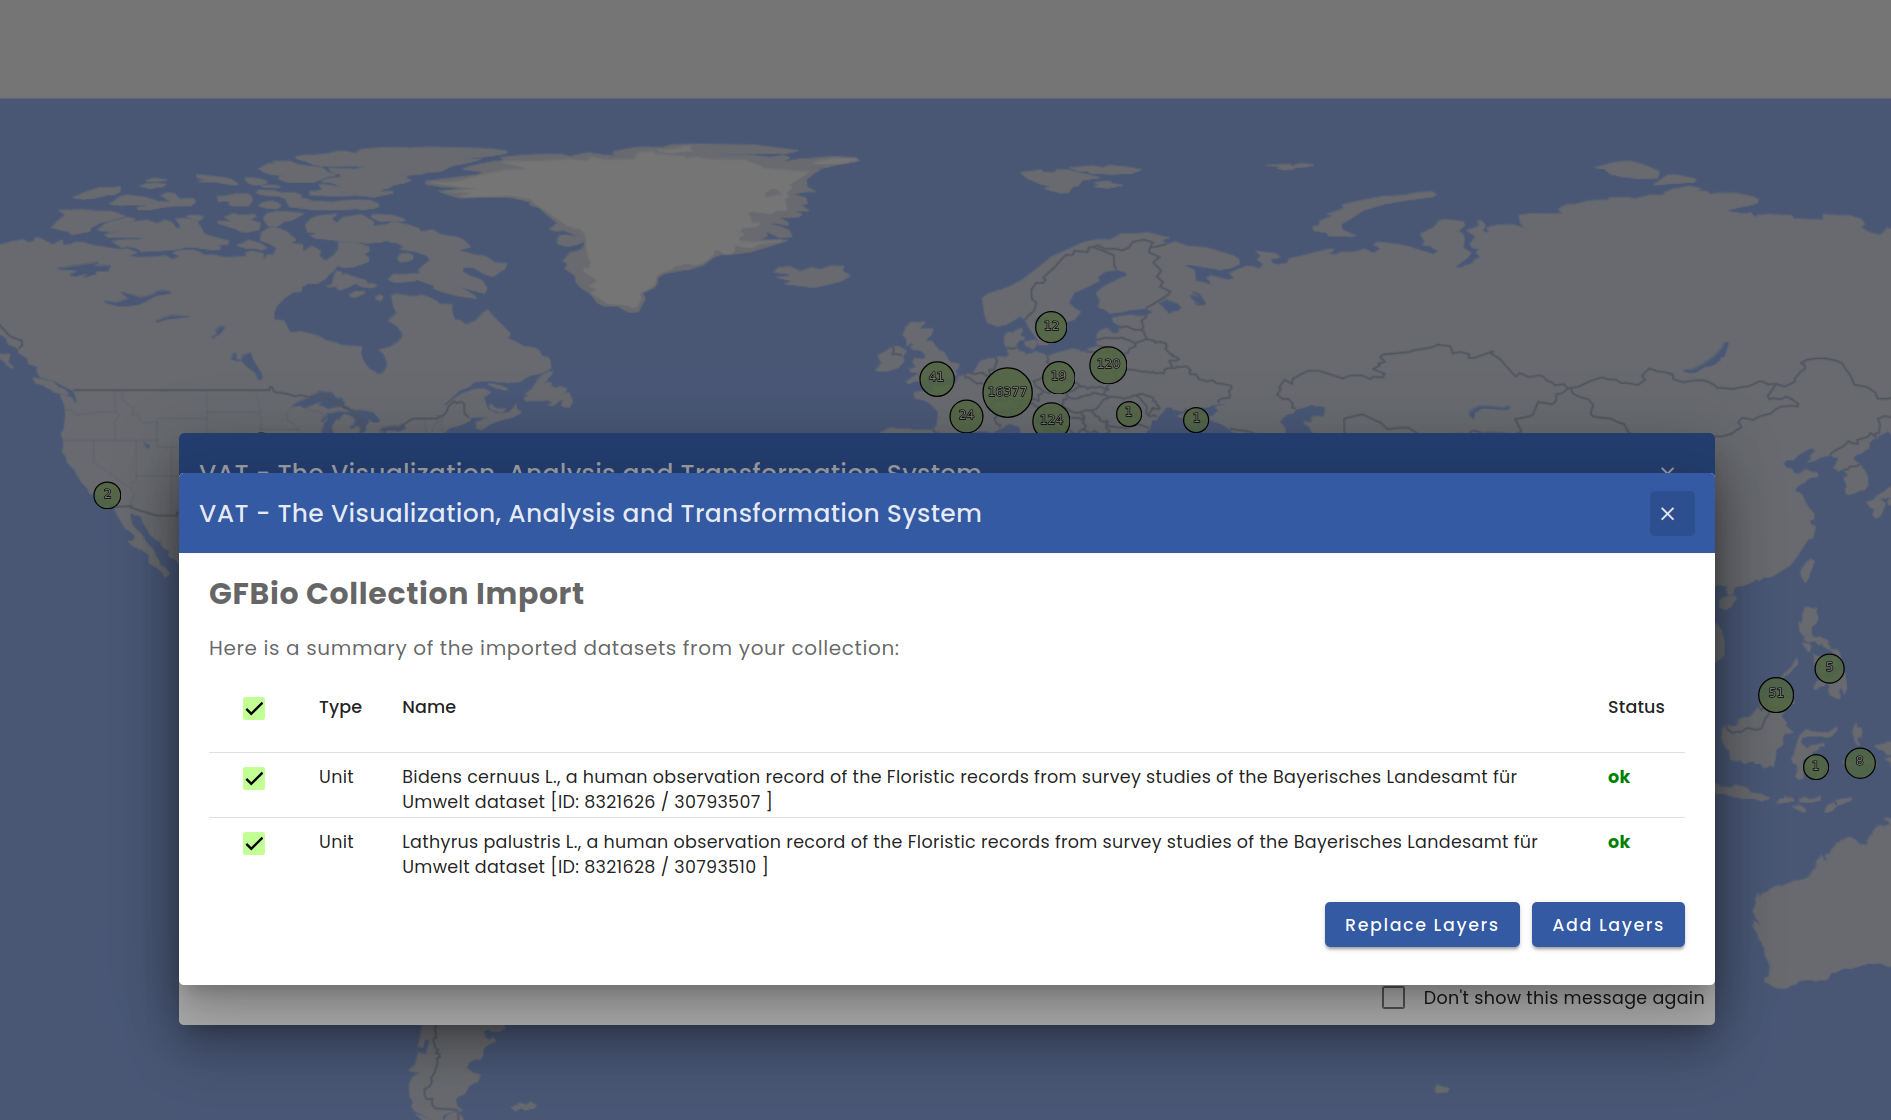 12
41
16377
19
120
24
124
1
1
2
VAT - The Visualization, Analysis and Transformation System
VAT - The Visualization, Analysis and Transformation System
GFBio Collection Import
Here is a summary of the imported datasets from your collection:
Type Name Status
Unit Bidens cernuus L., a human observation record of the Floristic records from survey studies of the Bayerisches Landesamt für ok
Umwelt dataset [ID: 8321626 / 30793507 ]
Unit Lathyrus palustris L., a human observation record of the Floristic records from survey studies of the Bayerisches Landesamt für ok
Umwelt dataset [ID: 8321628 / 30793510 ]
Replace Layers Add Layers
Don't show this message again
5
51
1
8